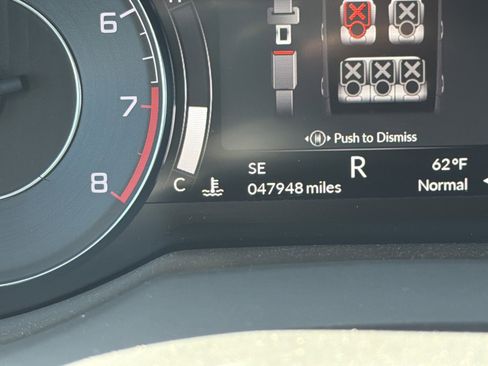 6
7
8
C
Push to Dismiss
SE R 62°F
047948 miles Normal